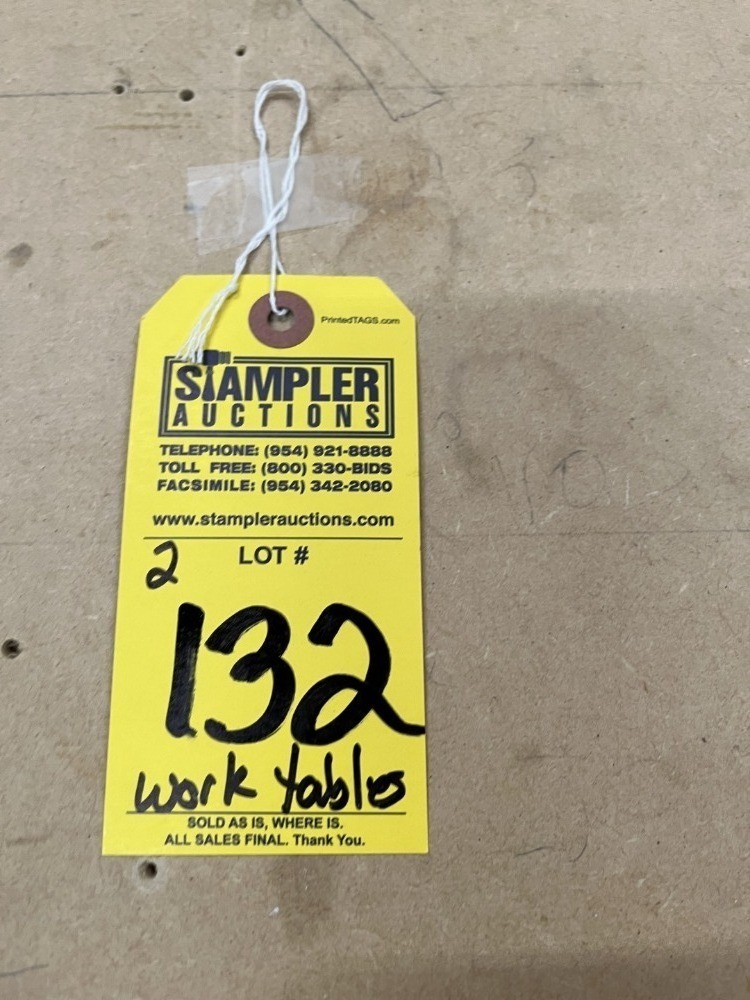 PrintedTAGS.com
STAMPLER
AUCTIONS
TELEPHONE: (954) 921-8888
TOLL FREE: (800) 330-BIDS
FACSIMILE: (954) 342-2080
www.stamplerauctions.com
2 LOT #
132
work tables
SOLD AS IS, WHERE IS.
ALL SALES FINAL. Thank You.